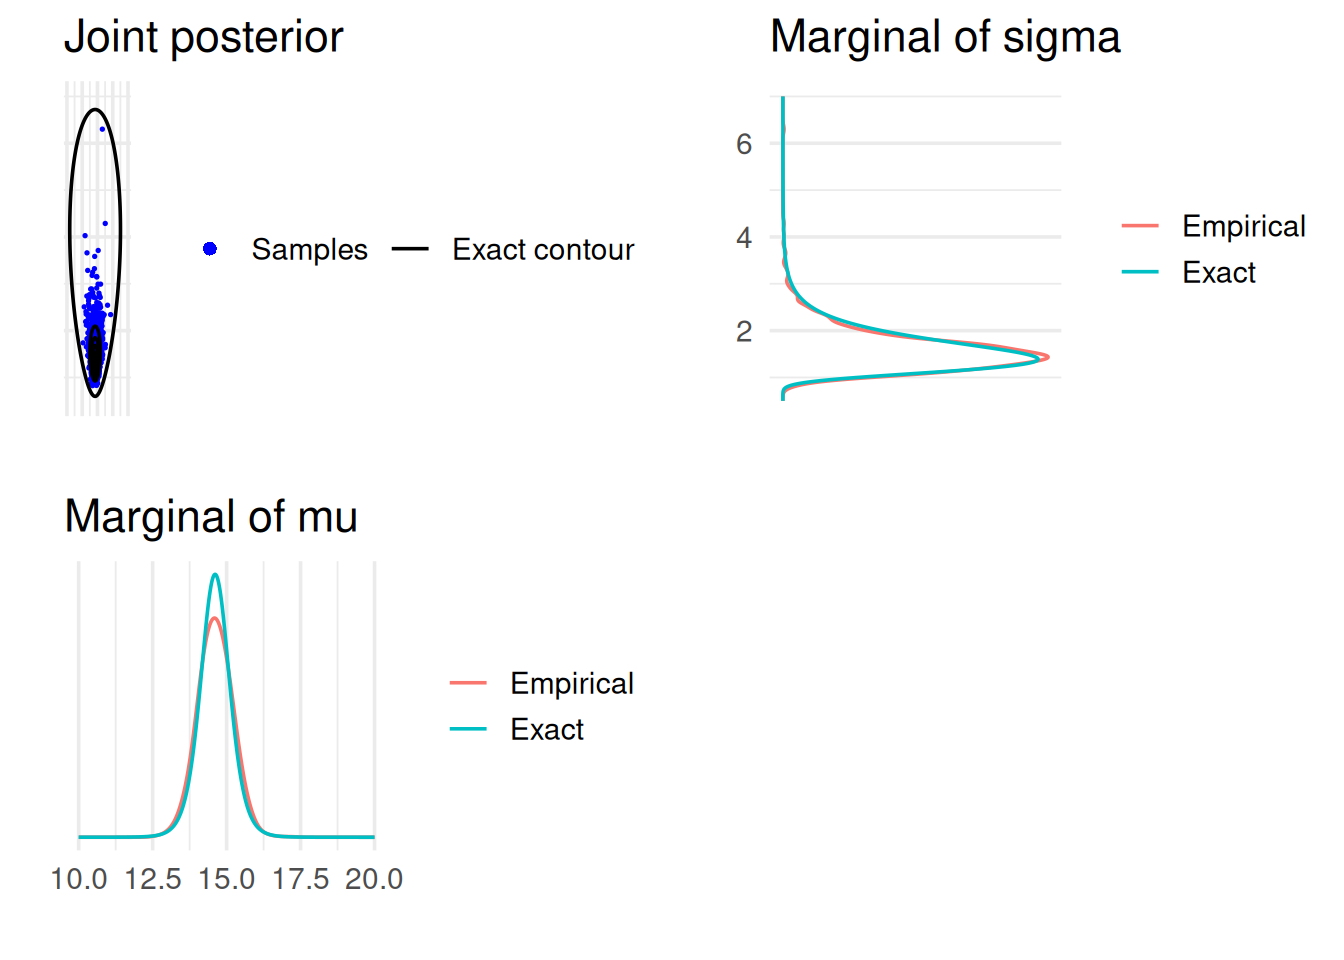 Joint posterior
Samples
Exact contour
Marginal of sigma
6
4
2
Empirical
Exact
Marginal of mu
10.0 12.5 15.0 17.5 20.0
Empirical
Exact